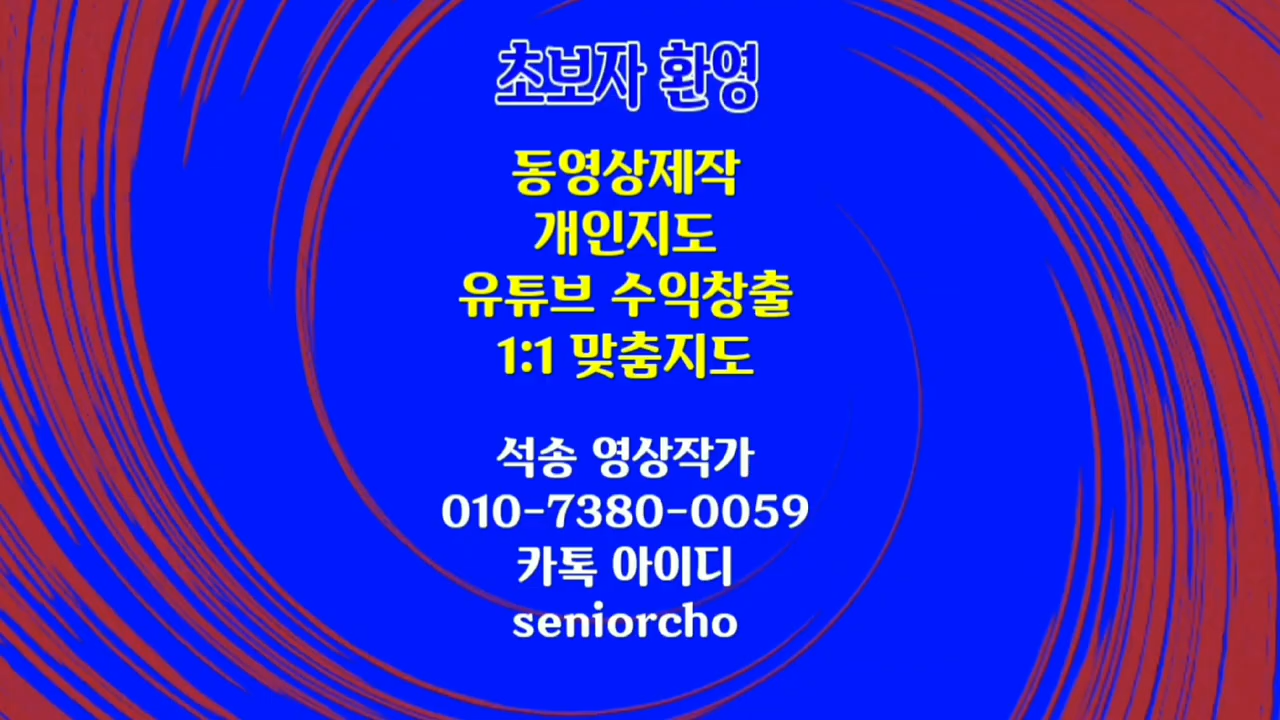 초보자 환영
동영상제작
개인지도
유튜브 수익창출
1:1 맞춤지도
석송 영상작가
010-7380-0059
카톡 아이디
seniorcho